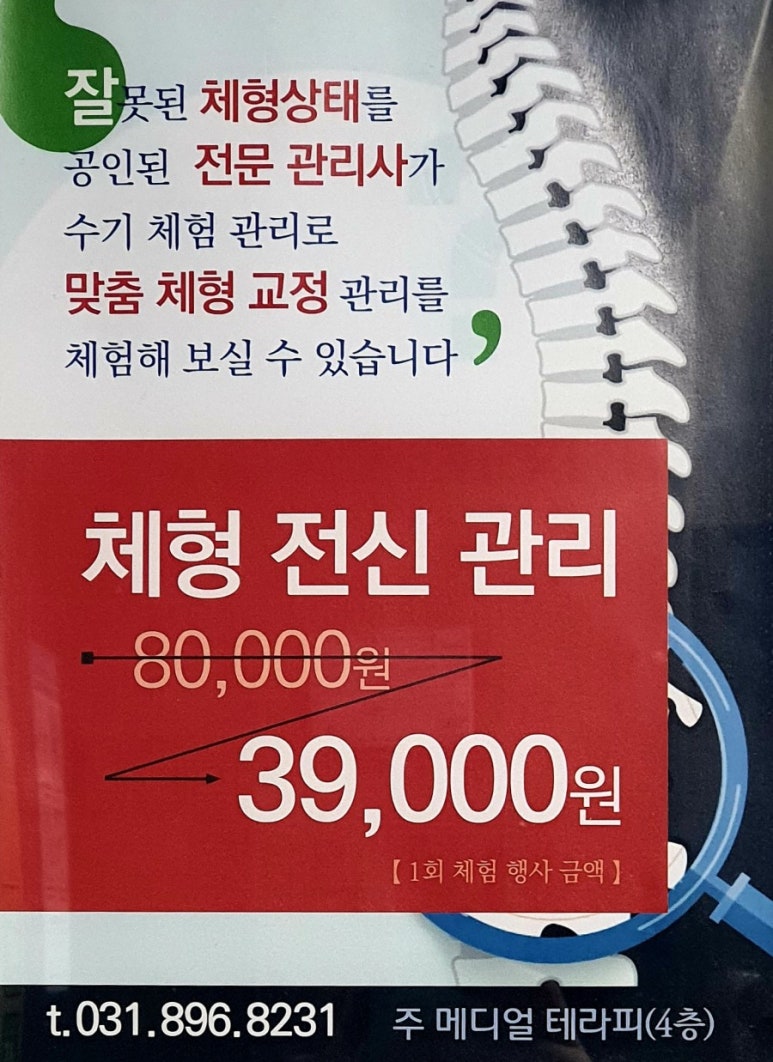 잘못된 체형상태를
공인된 전문 관리사가
수기 체험 관리로
맞춤 체형 교정 관리를
체험해 보실 수 있습니다
체형 전신 관리
80,000원
39,000원
【 1회 체험 행사 금액 】
t.031.896.8231 주 메디얼 테라피(4층)